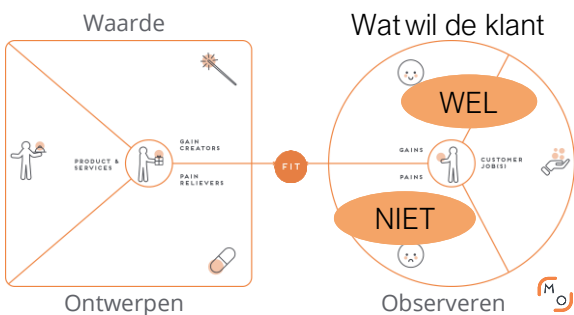 Waarde
Wat wil de klant
WEL
PRODUCT &
SERVICES
GAIN
CREATORS
PAIN
RELIEVERS
FIT
GAINS
PAINS
CUSTOMER
JOB(S)
NIET
Ontwerpen
Observeren
M
O